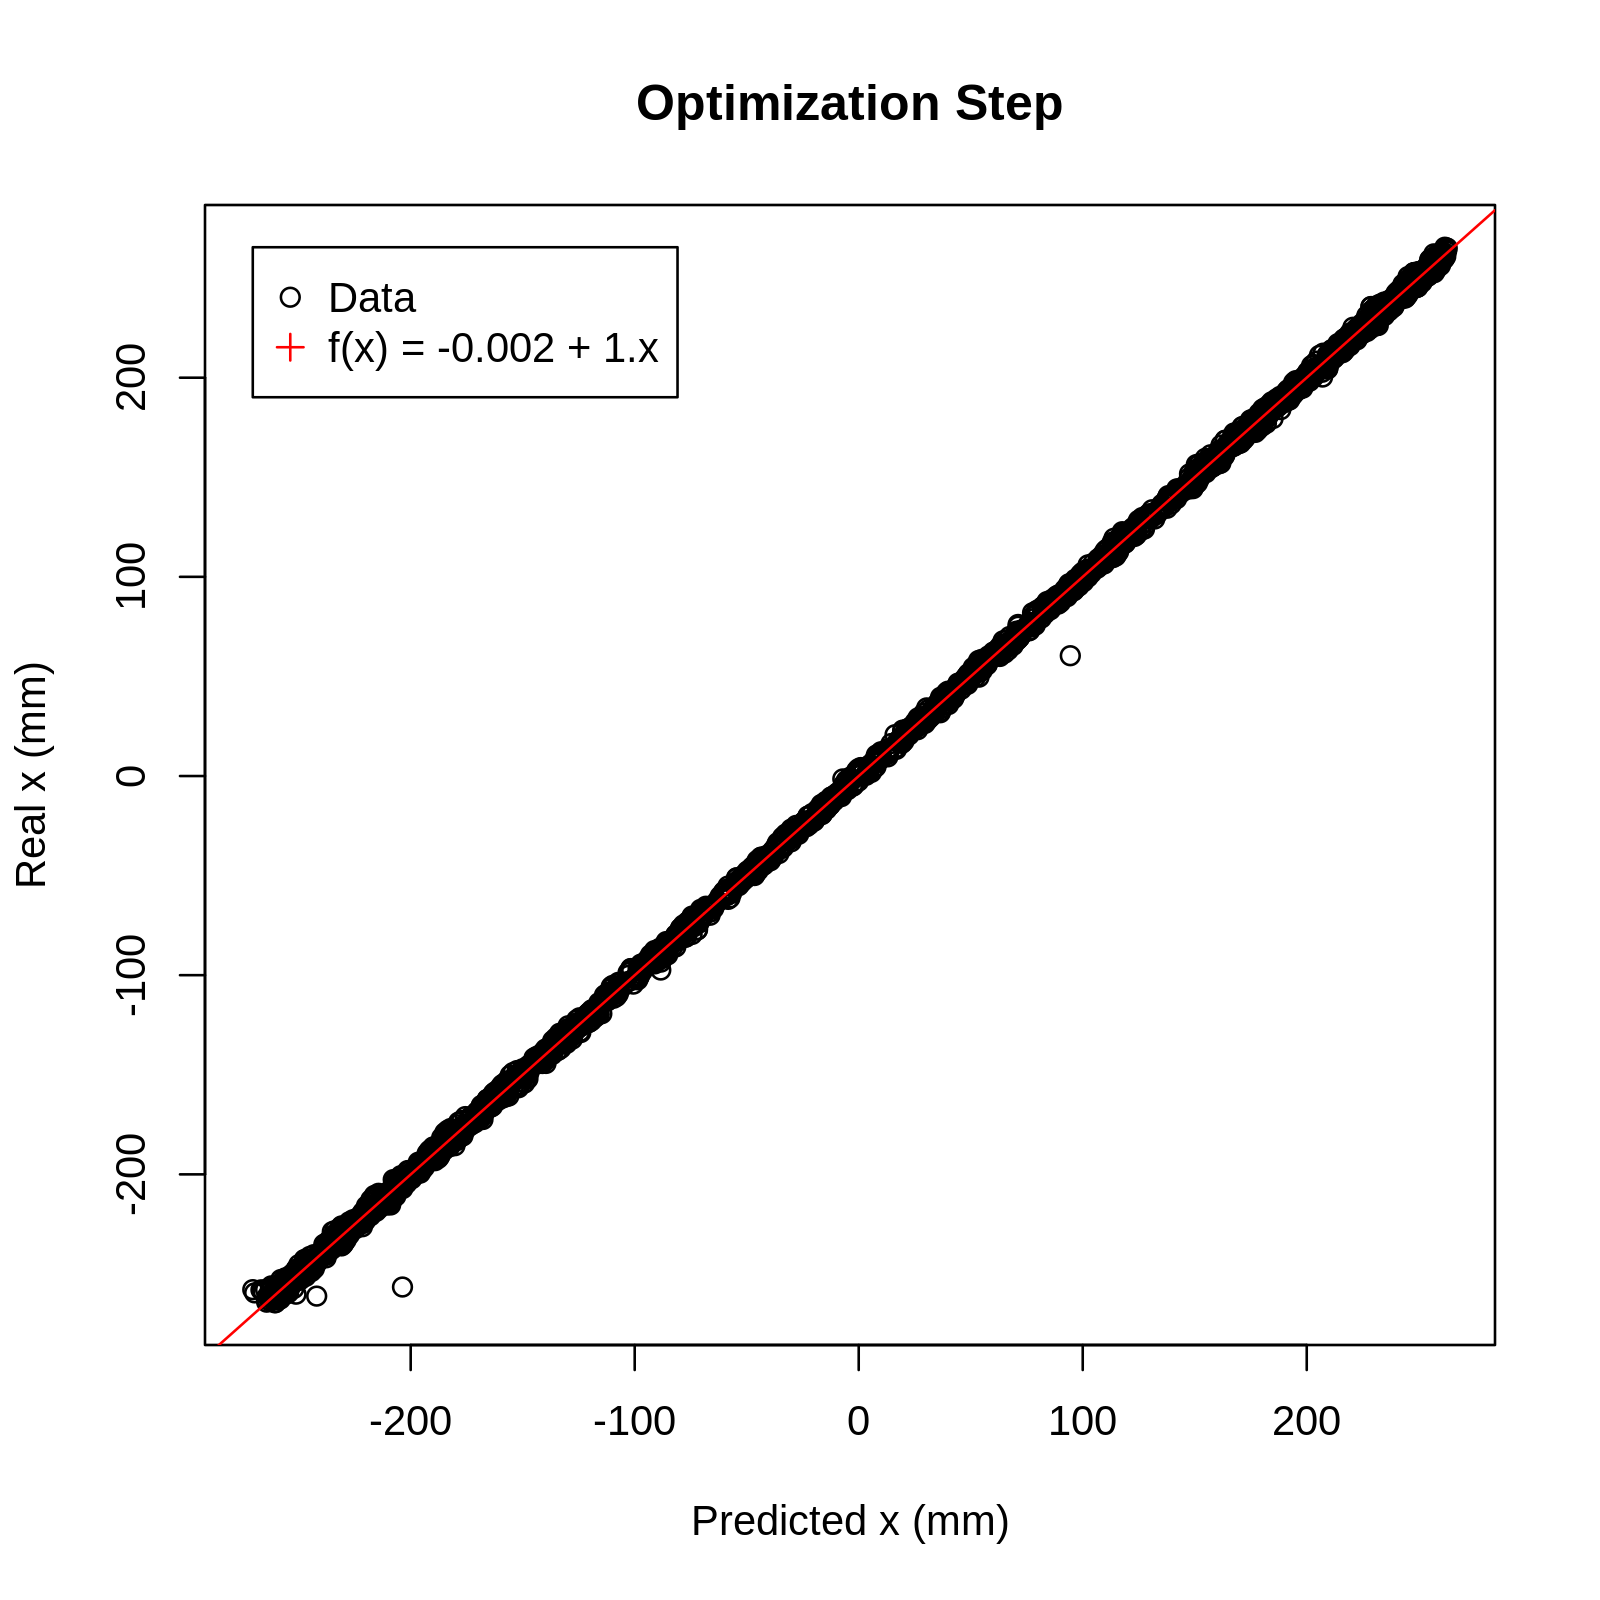 Optimization Step
Data
f(x) = -0.002 + 1.x
200
100
0
-100
-200
Real x (mm)
-200
-100
0
100
200
Predicted x (mm)